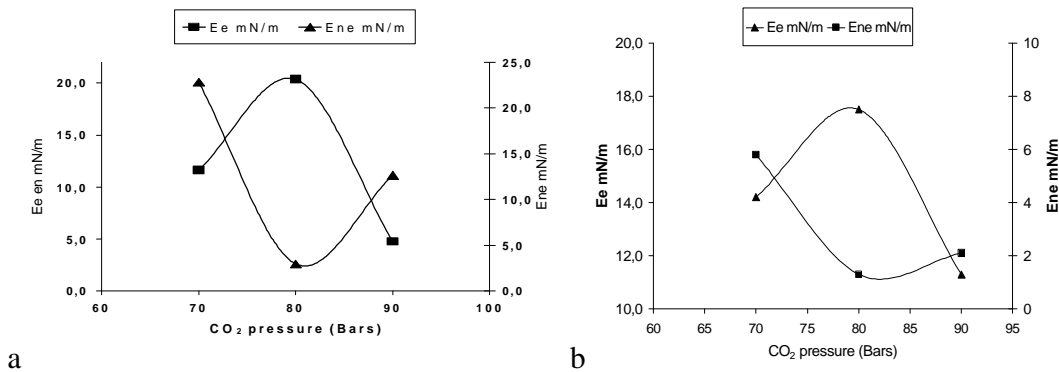 Ee mN/m Ene mN/m
Ee en mN/m
20,0
15,0
10,0
5,0
0,0
25,0
20,0
15,0
10,0
5,0
0,0
Ene mN/m
60 70 80 90 100
CO₂ pressure (Bars)
a
Ee mN/m Ene mN/m
Ee mN/m
20,0
18,0
16,0
14,0
12,0
10,0
10
8
6
4
2
0
Ene mN/m
60 65 70 75 80 85 90 95
CO₂ pressure (Bars)
b